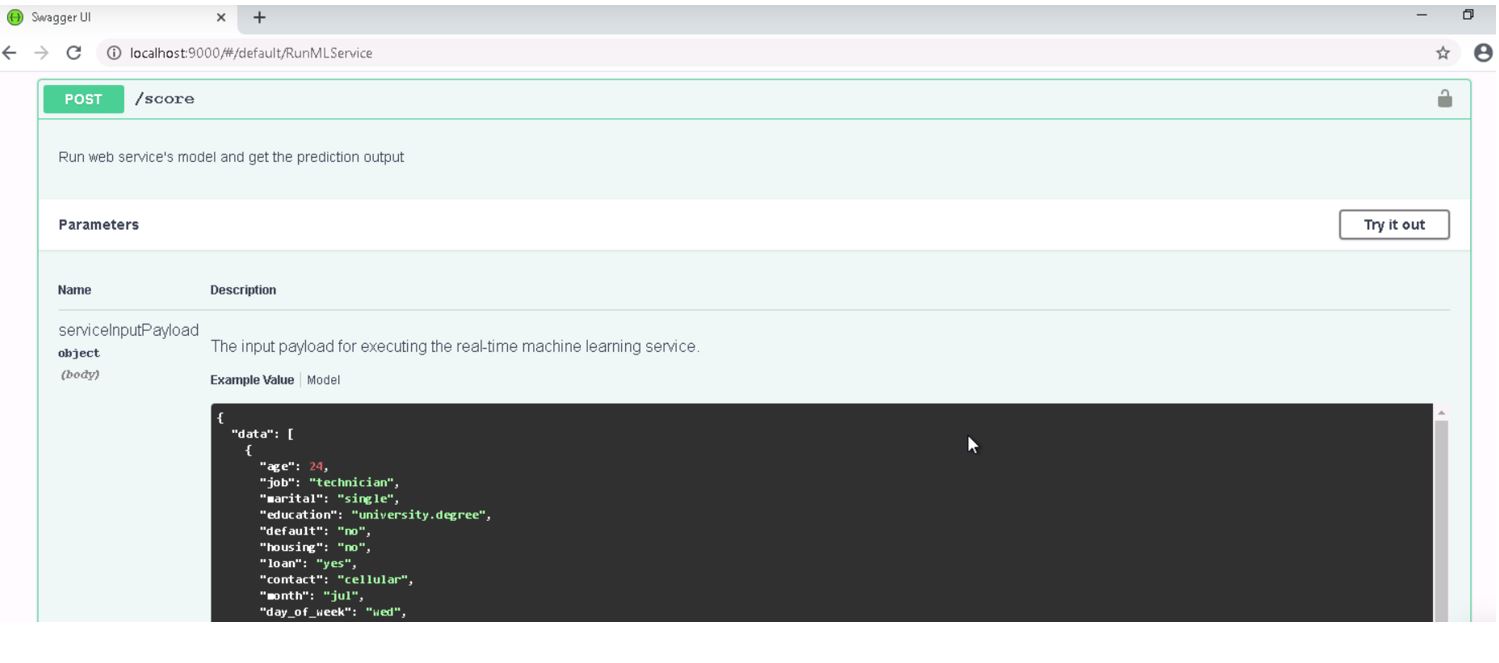 Swagger UI
localhost:9000/#/default/RunMLService
POST /score
Run web service's model and get the prediction output
Parameters
Try it out
Name Description
serviceInputPayload
object
(body)
The input payload for executing the real-time machine learning service.
Example Value Model
{
"data": [
{
"age": 24,
"job": "technician",
"marital": "single",
"education": "university.degree",
"default": "no",
"housing": "no",
"loan": "yes",
"contact": "cellular",
"month": "jul",
"day_of_week": "wed",